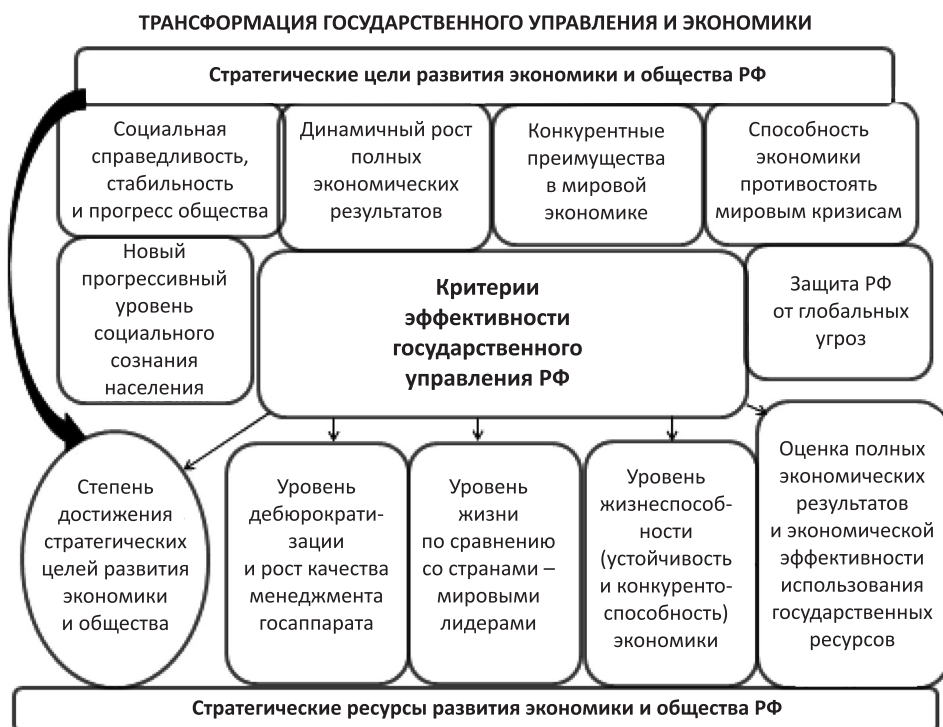 ТРАНСФОРМАЦИЯ ГОСУДАРСТВЕННОГО УПРАВЛЕНИЯ И ЭКОНОМИКИ
Стратегические цели развития экономики и общества РФ
Социальная
справедливость,
стабильность
и прогресс общества
Динамичный рост
полных
экономических
результатов
Конкурентные
преимущества
в мировой
экономике
Способность
экономики
противостоять
мировым кризисам
Новый
прогрессивный
уровень
социального
сознания
населения
Критерии
эффективности
государственного
управления РФ
Защита РФ
от глобальных
угроз
Степень
достижения
стратегических
целей развития
экономики
и общества
Уровень
дебюрократи-
зации
и рост качества
менеджмента
госаппарата
Уровень
жизни
по сравнению
со странами –
мировыми
лидерами
Уровень
жизнеспособ-
ности
(устойчивость
и конкуренто-
способность)
экономики
Оценка полных
экономических
результатов
и экономической
эффективности
использования
государственных
ресурсов
Стратегические ресурсы развития экономики и общества РФ